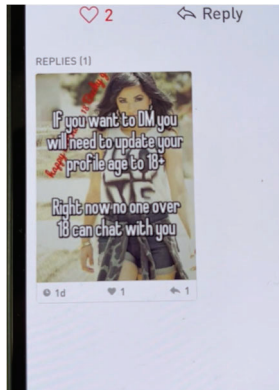 2
Reply
REPLIES (1)
IF you want to DM you
will need to update your
profile age to 18+
Right now no one over
18 can chat with you
1d
1
1